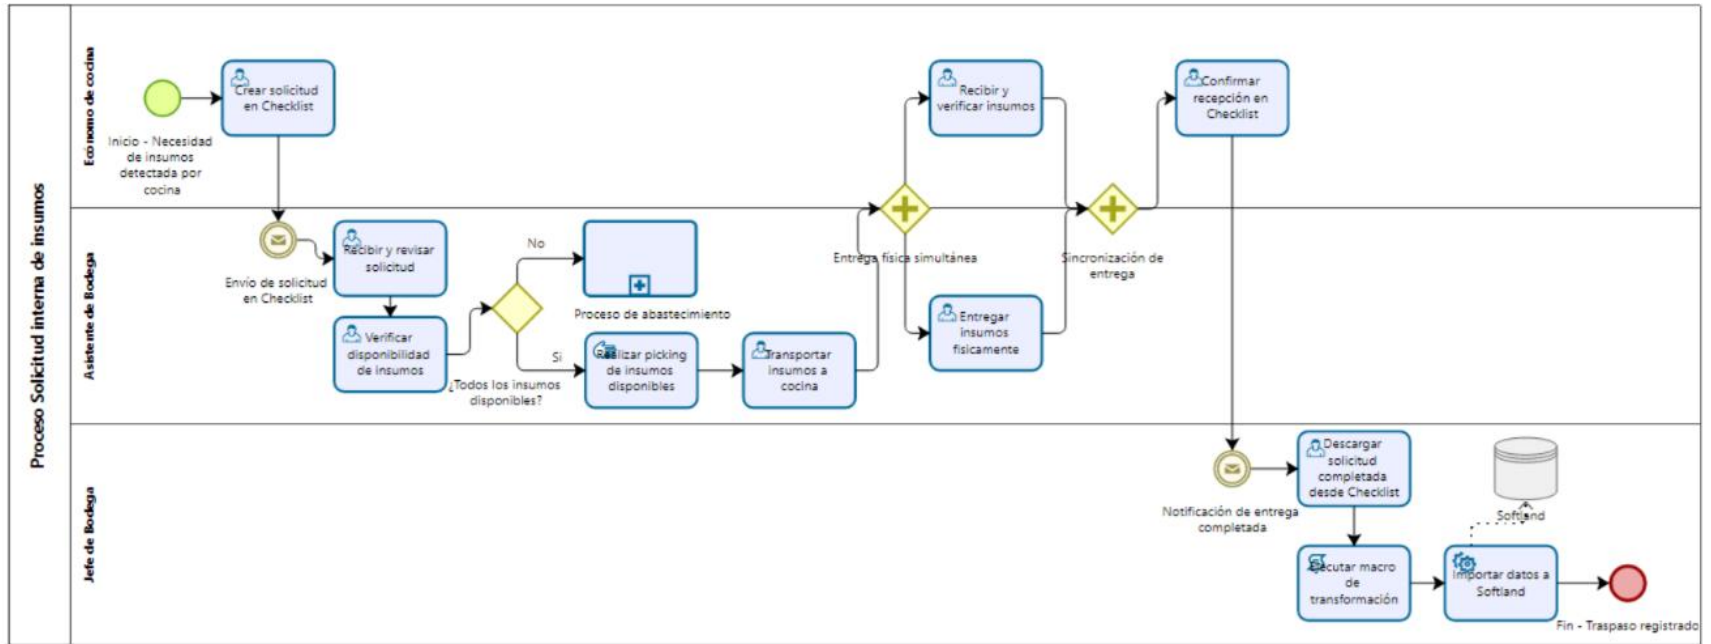 Proceso Solicitud interna de insumos
Ecónomo de cocina
Inicio - Necesidad
de insumos
detectada por
cocina
Crear solicitud
en Checklist
Recibir y
verificar insumos
Confirmar
recepción en
Checklist
Asistente de Bodega
Envío de solicitud
en Checklist
Recibir y revisar
solicitud
Verificar
disponibilidad
de insumos
¿Todos los insumos
disponibles?
No
Si
Proceso de abastecimiento
Realizar picking
de insumos
disponibles
Transportar
insumos a
cocina
Entrega física simultánea
Entregar
insumos
físicamente
Sincronización de
entrega
Jefe de Bodega
Notificación de entrega
completada
Descargar
solicitud
completada
desde Checklist
Ejecutar macro
de
transformación
Softland
Importar datos a
Softland
Fin - Traspaso registrado